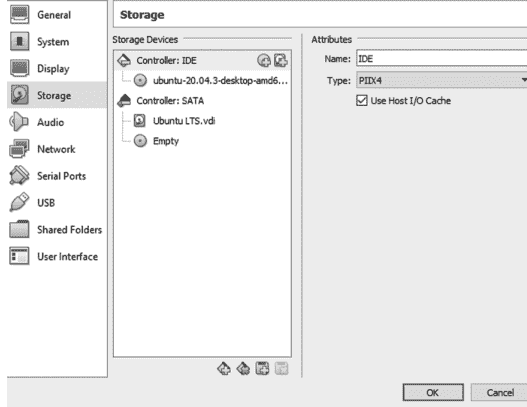 General
System
Display
Storage
Audio
Network
Serial Ports
USB
Shared Folders
User Interface
Storage
Storage Devices
Controller: IDE
ubuntu-20.04.3-desktop-amd6...
Controller: SATA
Ubuntu LTS.vdi
Empty
Attributes
Name: IDE
Type: PIIX4
Use Host I/O Cache
OK Cancel